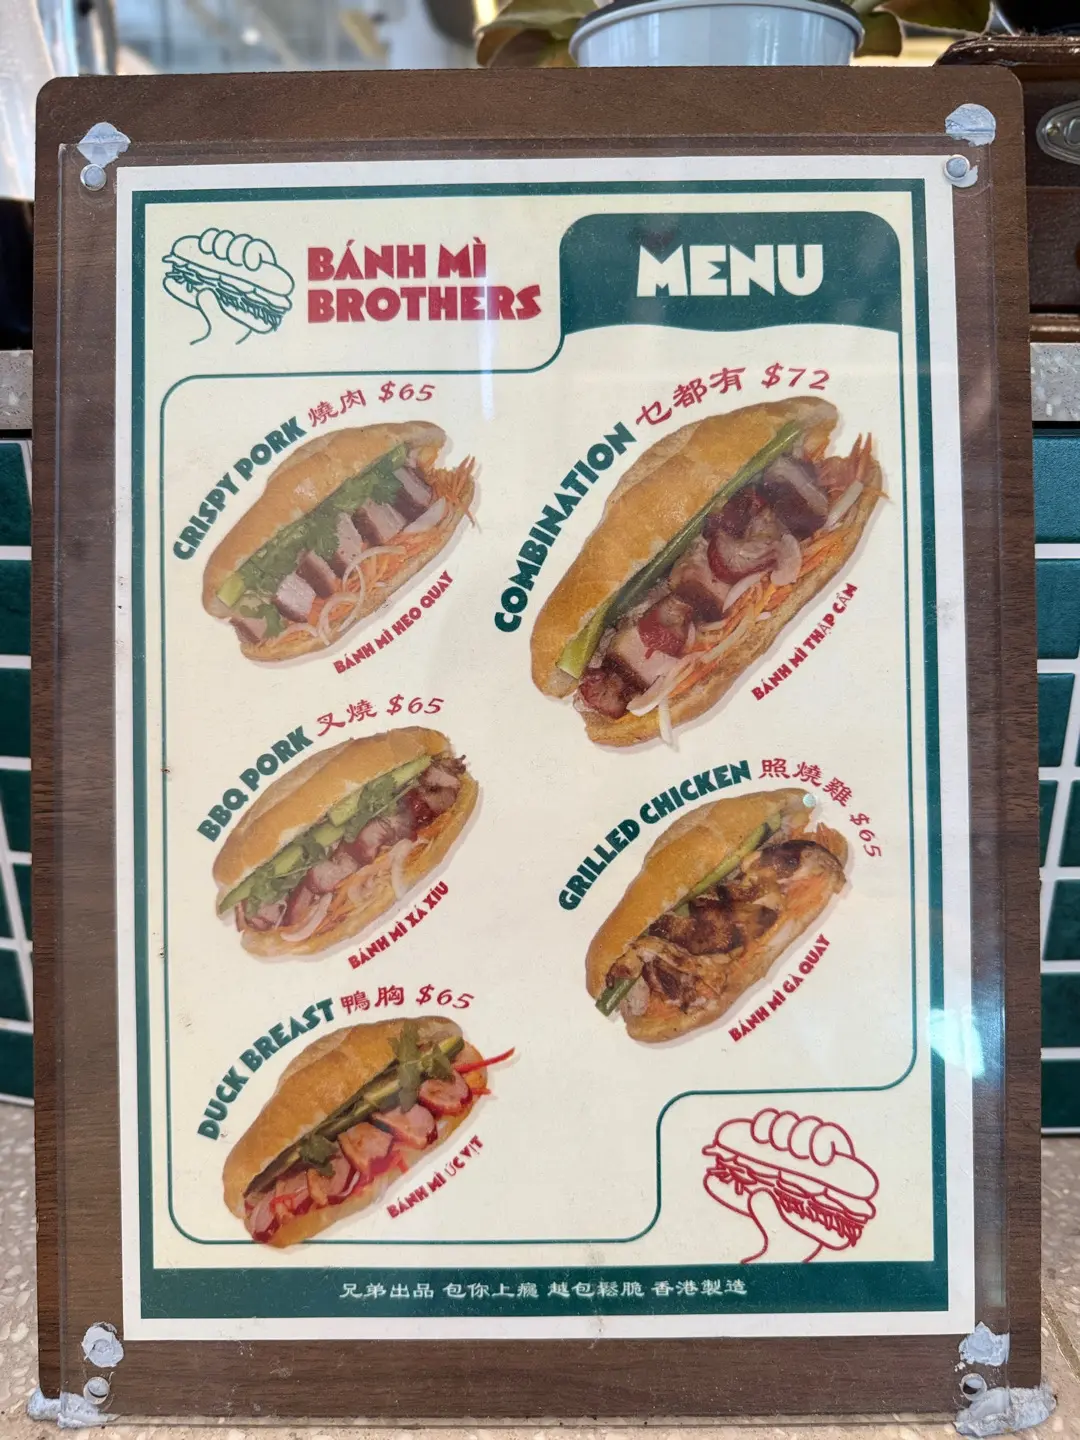 BÁNH MÌ
BROTHERS
MENU
CRISPY PORK 燒肉 $65
BÁNH MÌ HEO QUAY
COMBINATION 乜都有 $72
BÁNH MÌ THẬP CẨM
BBQ PORK 叉燒 $65
BÁNH MÌ XÁ XÍU
GRILLED CHICKEN 照燒雞 $65
BÁNH MÌ GÀ QUAY
DUCK BREAST 鴨胸 $65
BÁNH MÌ ỨC VỊT
兄弟出品 包你上癮 越包鬆脆 香港製造